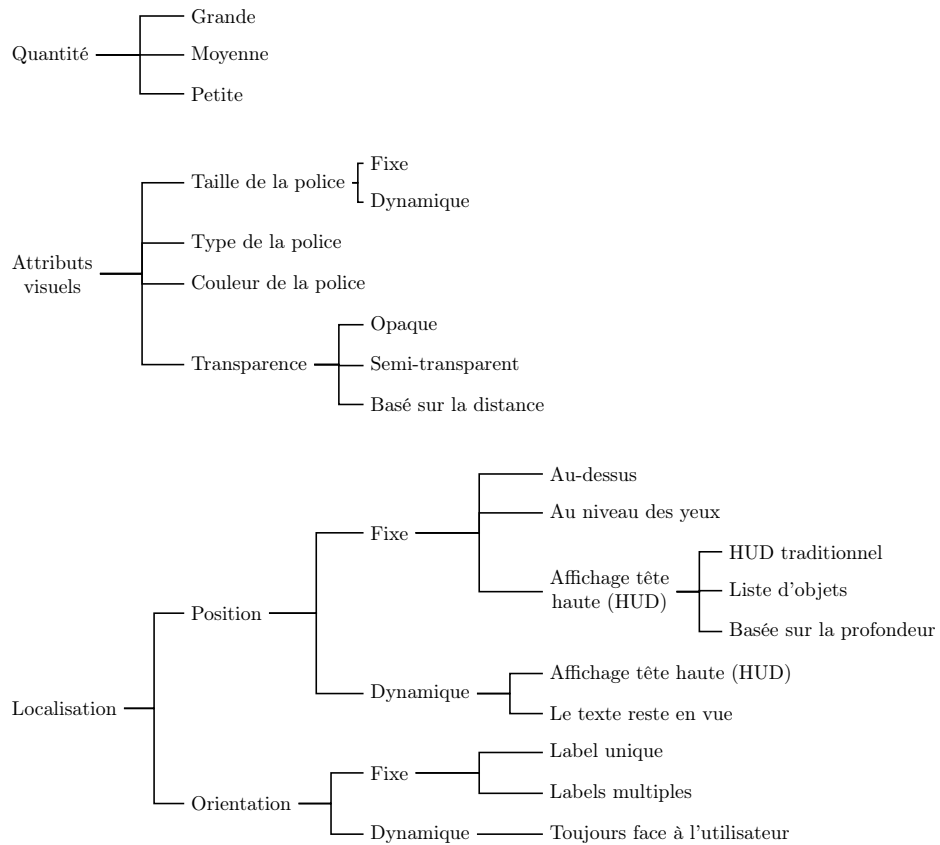 Quantité
Grande
Moyenne
Petite
Attributs
visuels
Taille de la police
Fixe
Dynamique
Type de la police
Couleur de la police
Transparence
Opaque
Semi-transparent
Basé sur la distance
Localisation
Position
Fixe
Au-dessus
Au niveau des yeux
Affichage tête
haute (HUD)
HUD traditionnel
Liste d'objets
Basée sur la profondeur
Dynamique
Affichage tête haute (HUD)
Le texte reste en vue
Orientation
Fixe
Label unique
Labels multiples
Dynamique
Toujours face à l'utilisateur